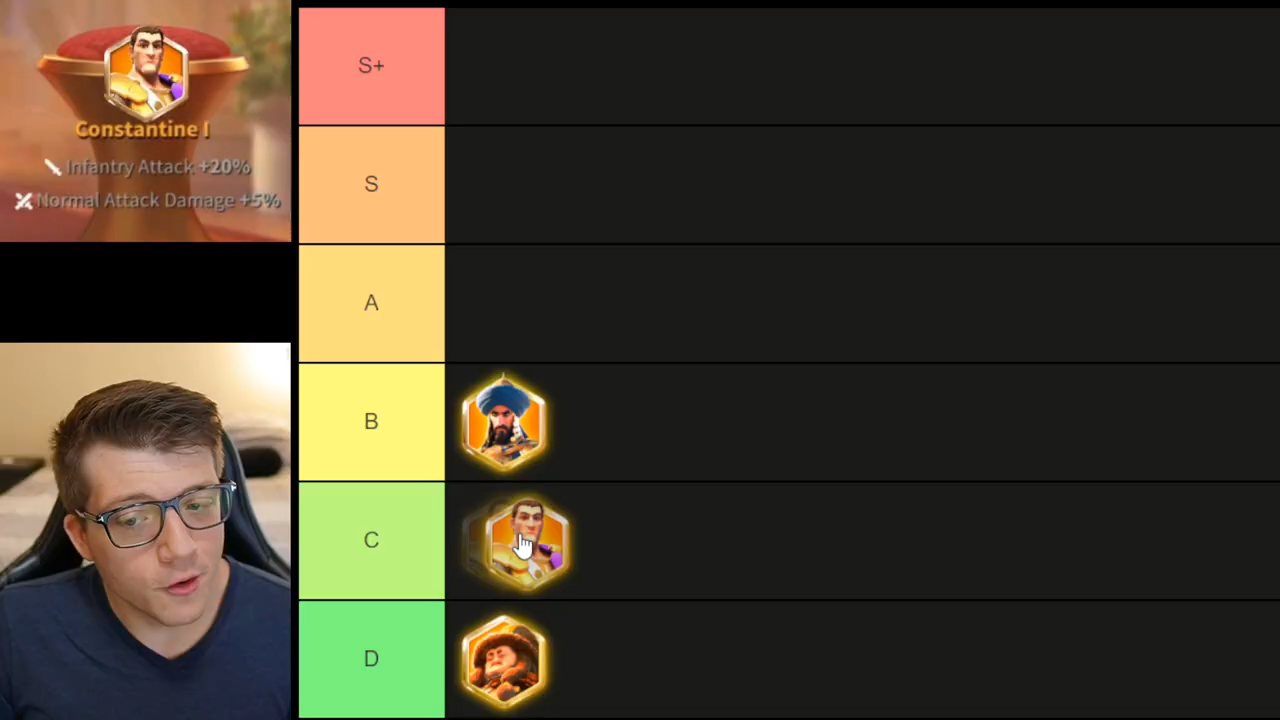 Constantine I
Infantry Attack +20%
Normal Attack Damage +5%
S+
S
A
B
C
D